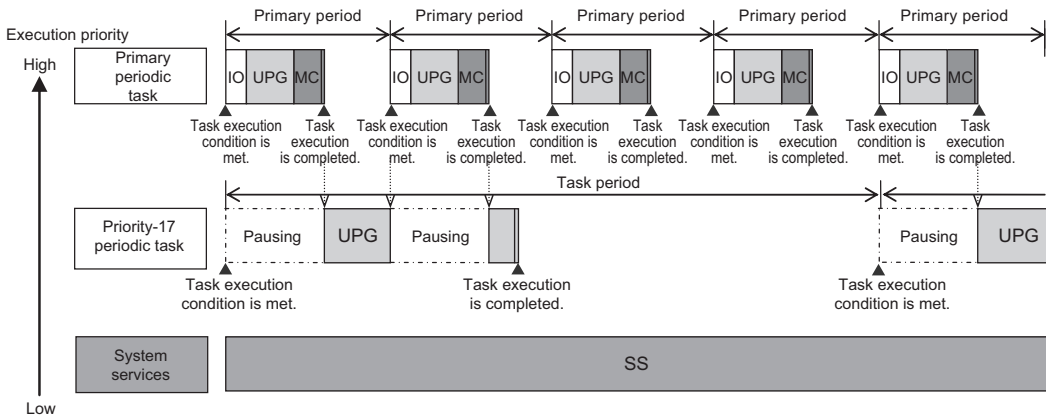 Primary period
Primary period
Primary period
Primary period
Primary period
Execution priority
High
Primary
periodic
task
IO UPG MC
IO UPG MC
IO UPG MC
IO UPG MC
IO UPG MC
Task execution
condition is
met.
Task
execution
is completed.
Task execution
condition is
met.
Task
execution
is completed.
Task execution
condition is
met.
Task
execution
is completed.
Task execution
condition is
met.
Task
execution
is completed.
Task execution
condition is
met.
Task
execution
is completed.
Task period
Priority-17
periodic task
Pausing
UPG
Pausing
Pausing
UPG
Task execution
condition is met.
Task execution
is completed.
Task execution
condition is met.
System
services
SS
Low